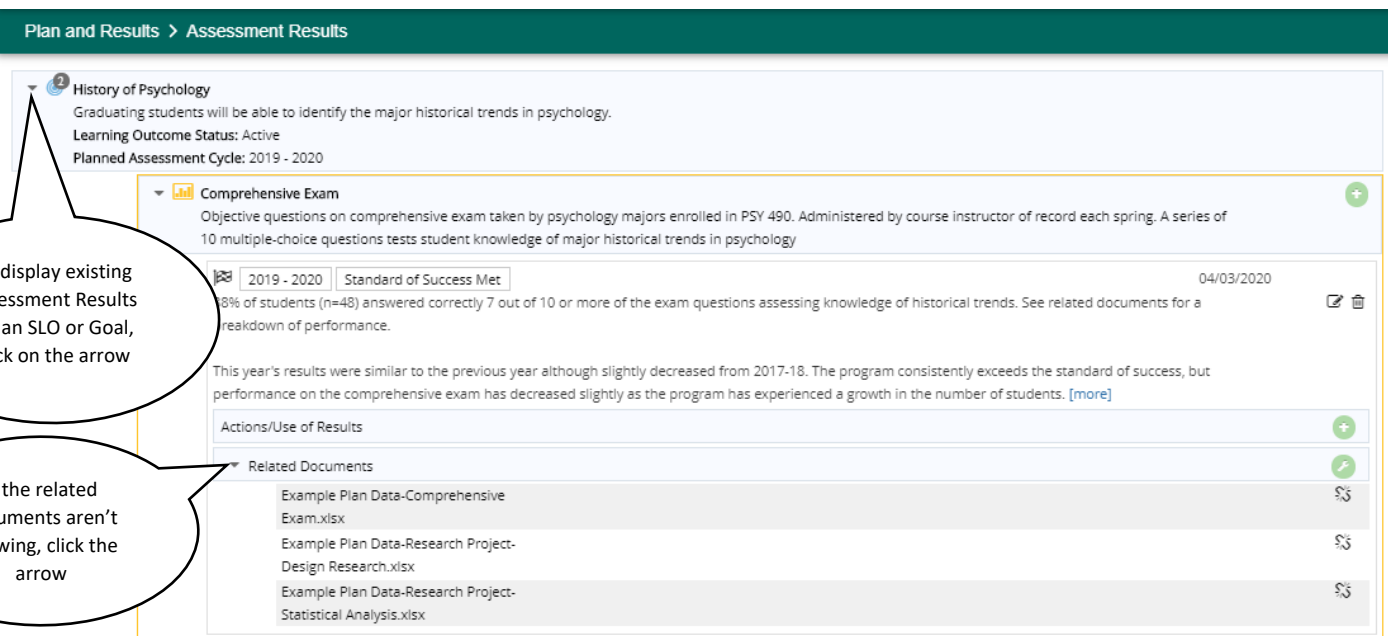 Plan and Results > Assessment Results
2
History of Psychology
Graduating students will be able to identify the major historical trends in psychology.
Learning Outcome Status: Active
Planned Assessment Cycle: 2019 - 2020
Comprehensive Exam
Objective questions on comprehensive exam taken by psychology majors enrolled in PSY 490. Administered by course instructor of record each spring. A series of
10 multiple-choice questions tests student knowledge of major historical trends in psychology
display existing
essment Results
an SLO or Goal,
ck on the arrow
2019 - 2020 Standard of Success Met 04/03/2020
8% of students (n=48) answered correctly 7 out of 10 or more of the exam questions assessing knowledge of historical trends. See related documents for a
breakdown of performance.
This year's results were similar to the previous year although slightly decreased from 2017-18. The program consistently exceeds the standard of success, but
performance on the comprehensive exam has decreased slightly as the program has experienced a growth in the number of students. [more]
Actions/Use of Results
the related
uments aren’t
wing, click the
arrow
Related Documents
Example Plan Data-Comprehensive
Exam.xlsx
Example Plan Data-Research Project-
Design Research.xlsx
Example Plan Data-Research Project-
Statistical Analysis.xlsx